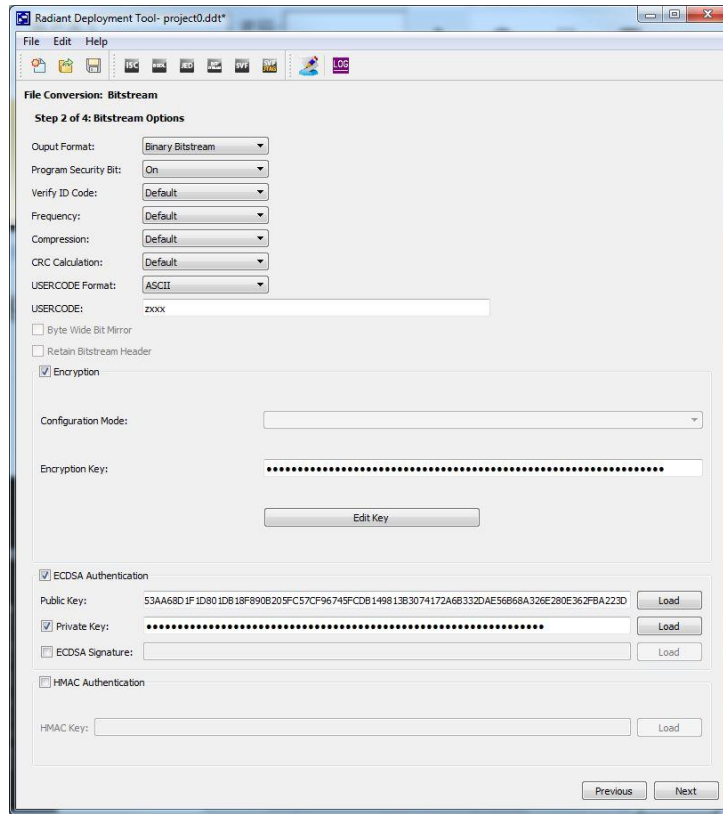 Radiant Deployment Tool- project0.ddt*
File Edit Help
ISC JED SVF LOG
File Conversion: Bitstream
Step 2 of 4: Bitstream Options
Ouput Format: Binary Bitstream
Program Security Bit: On
Verify ID Code: Default
Frequency: Default
Compression: Default
CRC Calculation: Default
USERCODE Format: ASCII
USERCODE: zxxx
Byte Wide Bit Mirror
Retain Bitstream Header
Encryption
Configuration Mode:
Encryption Key: ●●●●●●●●●●●●●●●●●●●●●●●●●●●●●●●●●●●●●●●●●●●●●●●●●●●●●●●●●●●●●●●●
Edit Key
ECDSA Authentication
Public Key: 53AA68D1F1D801DB18F890B205FC57CF96745FCDB149813B3074172A6B332DAE56B68A326E280E362FBA223D Load
Private Key: ●●●●●●●●●●●●●●●●●●●●●●●●●●●●●●●●●●●●●●●●●●●●●●●●●●●●●●●●●●●●●●●● Load
ECDSA Signature: Load
HMAC Authentication
HMAC Key: Load
Previous Next